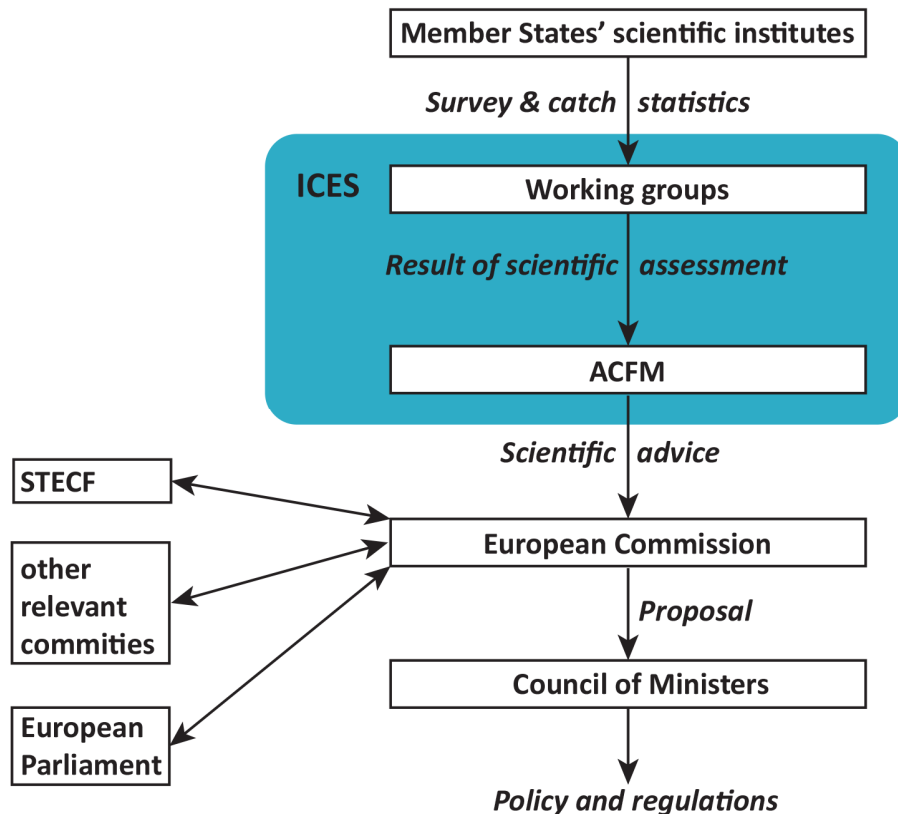 Member States’ scientific institutes
Survey & catch statistics
ICES
Working groups
Result of scientific assessment
ACFM
Scientific advice
STECF
European Commission
other
relevant
commities
Proposal
Council of Ministers
European
Parliament
Policy and regulations